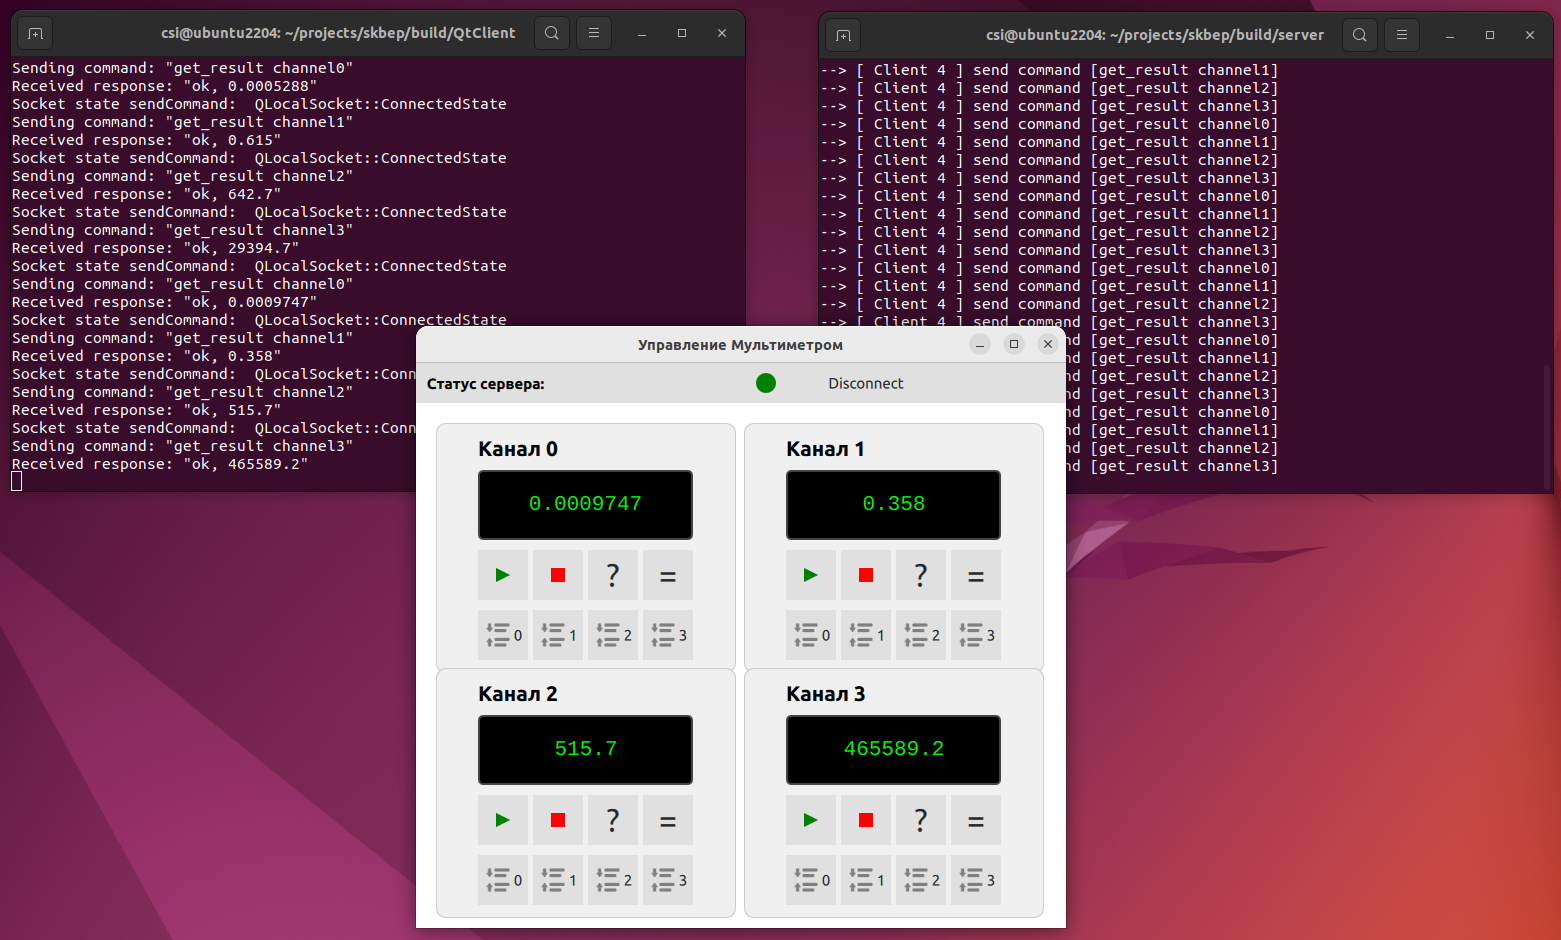 csi@ubuntu2204: ~/projects/skbep/build/QtClient
Sending command: "get_result channel0"
Received response: "ok, 0.0005288"
Socket state sendCommand:  QLocalSocket::ConnectedState
Sending command: "get_result channel1"
Received response: "ok, 0.615"
Socket state sendCommand:  QLocalSocket::ConnectedState
Sending command: "get_result channel2"
Received response: "ok, 642.7"
Socket state sendCommand:  QLocalSocket::ConnectedState
Sending command: "get_result channel3"
Received response: "ok, 29394.7"
Socket state sendCommand:  QLocalSocket::ConnectedState
Sending command: "get_result channel0"
Received response: "ok, 0.0009747"
Socket state sendCommand:  QLocalSocket::ConnectedState
Sending command: "get_result channel1"
Received response: "ok, 0.358"
Socket state sendCommand:  QLocalSocket::Conn
Sending command: "get_result channel2"
Received response: "ok, 515.7"
Socket state sendCommand:  QLocalSocket::Conn
Sending command: "get_result channel3"
Received response: "ok, 465589.2"
csi@ubuntu2204: ~/projects/skbep/build/server
--> [ Client 4 ] send command [get_result channel1]
--> [ Client 4 ] send command [get_result channel2]
--> [ Client 4 ] send command [get_result channel3]
--> [ Client 4 ] send command [get_result channel0]
--> [ Client 4 ] send command [get_result channel1]
--> [ Client 4 ] send command [get_result channel2]
--> [ Client 4 ] send command [get_result channel3]
--> [ Client 4 ] send command [get_result channel0]
--> [ Client 4 ] send command [get_result channel1]
--> [ Client 4 ] send command [get_result channel2]
--> [ Client 4 ] send command [get_result channel3]
--> [ Client 4 ] send command [get_result channel0]
--> [ Client 4 ] send command [get_result channel1]
--> [ Client 4 ] send command [get_result channel2]
--> [ Client 4 ] send command [get_result channel3]
nd [get_result channel0]
nd [get_result channel1]
nd [get_result channel2]
nd [get_result channel3]
nd [get_result channel0]
nd [get_result channel1]
nd [get_result channel2]
nd [get_result channel3]
Управление Мультиметром
Статус сервера: Disconnect
Канал 0
0.0009747
? =
0 1 2 3
Канал 1
0.358
? =
0 1 2 3
Канал 2
515.7
? =
0 1 2 3
Канал 3
465589.2
? =
0 1 2 3